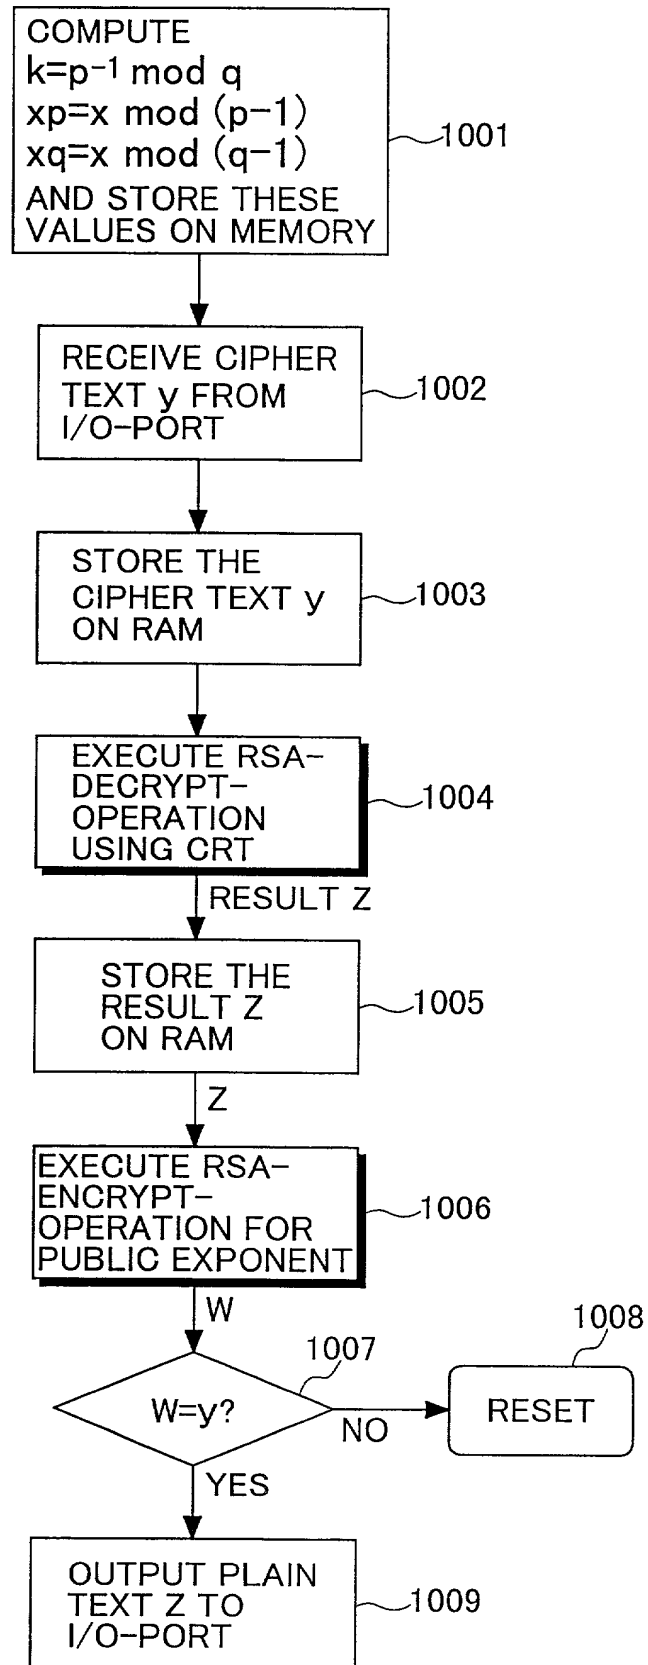 COMPUTE
k=p⁻¹ mod q
xp=x mod (p-1)
xq=x mod (q-1)
AND STORE THESE
VALUES ON MEMORY
1001
RECEIVE CIPHER
TEXT y FROM
I/O-PORT
1002
STORE THE
CIPHER TEXT y
ON RAM
1003
EXECUTE RSA-
DECRYPT-
OPERATION
USING CRT
1004
RESULT Z
STORE THE
RESULT Z
ON RAM
1005
Z
EXECUTE RSA-
ENCRYPT-
OPERATION FOR
PUBLIC EXPONENT
1006
W
1007
W=y?
NO
1008
RESET
YES
OUTPUT PLAIN
TEXT Z TO
I/O-PORT
1009